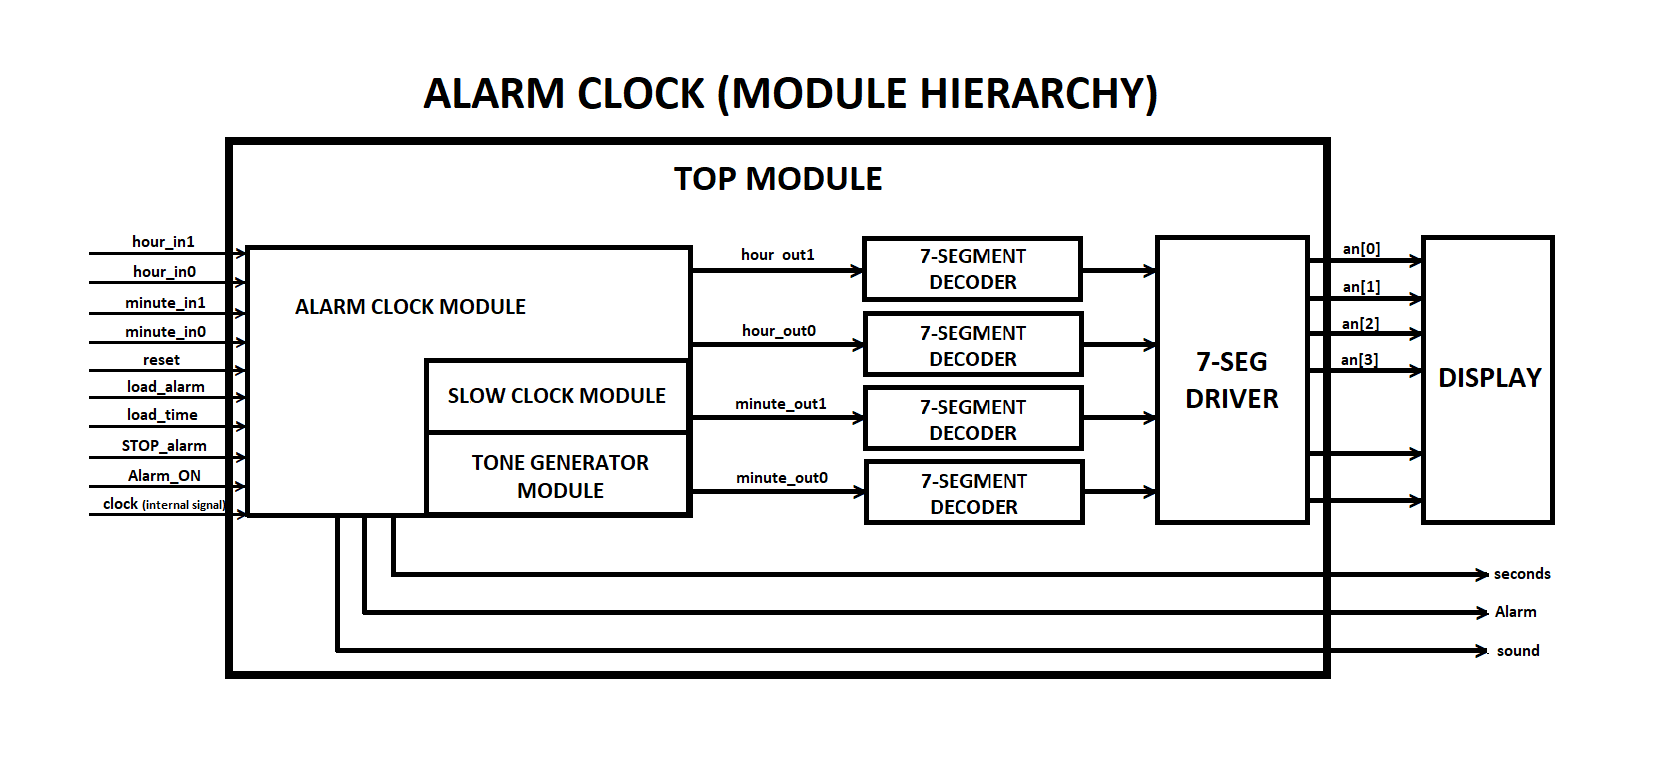 ALARM CLOCK (MODULE HIERARCHY)
TOP MODULE
hour_in1
hour_in0
minute_in1
minute_in0
reset
load_alarm
load_time
STOP_alarm
Alarm_ON
clock (internal signal)
ALARM CLOCK MODULE
SLOW CLOCK MODULE
TONE GENERATOR
MODULE
hour out1
hour_out0
minute_out1
minute_out0
7-SEGMENT
DECODER
7-SEGMENT
DECODER
7-SEGMENT
DECODER
7-SEGMENT
DECODER
7-SEG
DRIVER
an[0]
an[1]
an[2]
an[3]
DISPLAY
seconds
Alarm
sound